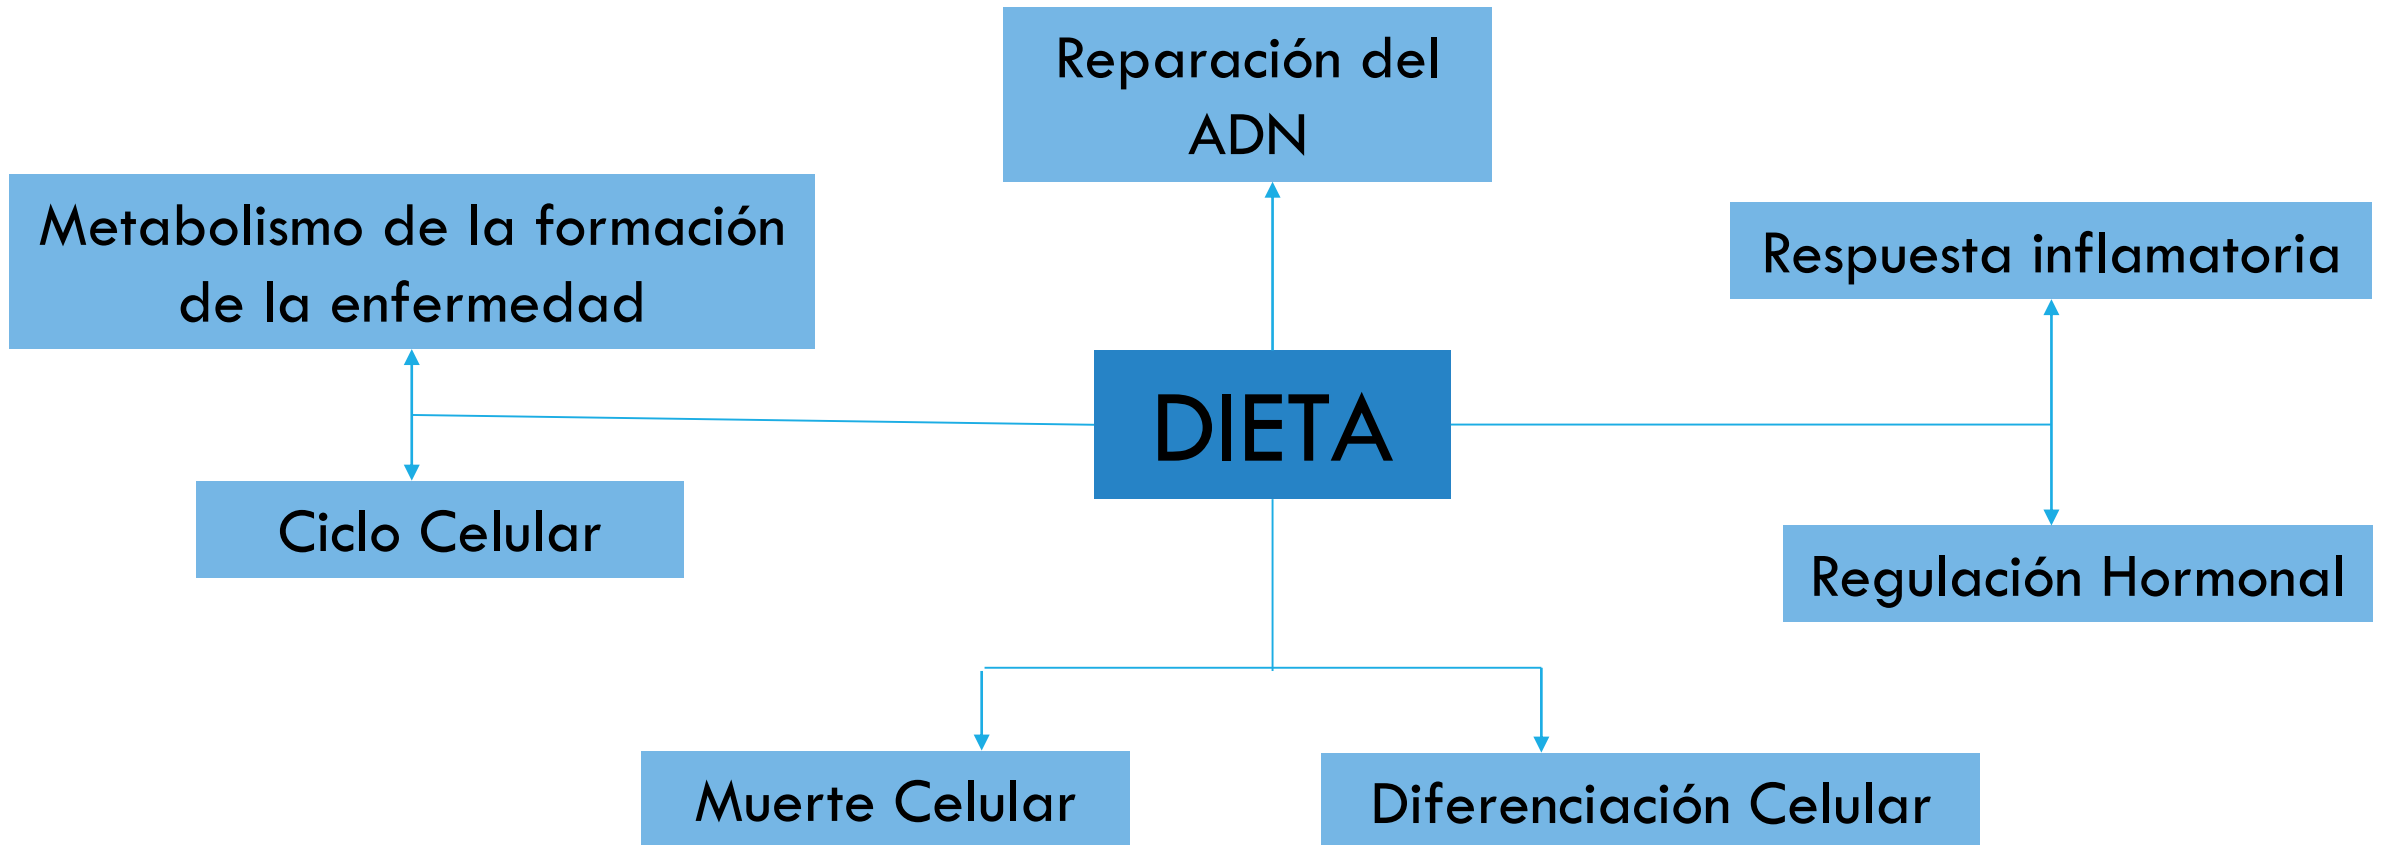 Reparación del
ADN
Metabolismo de la formación
de la enfermedad
Respuesta inflamatoria
DIETA
Ciclo Celular
Regulación Hormonal
Muerte Celular
Diferenciación Celular